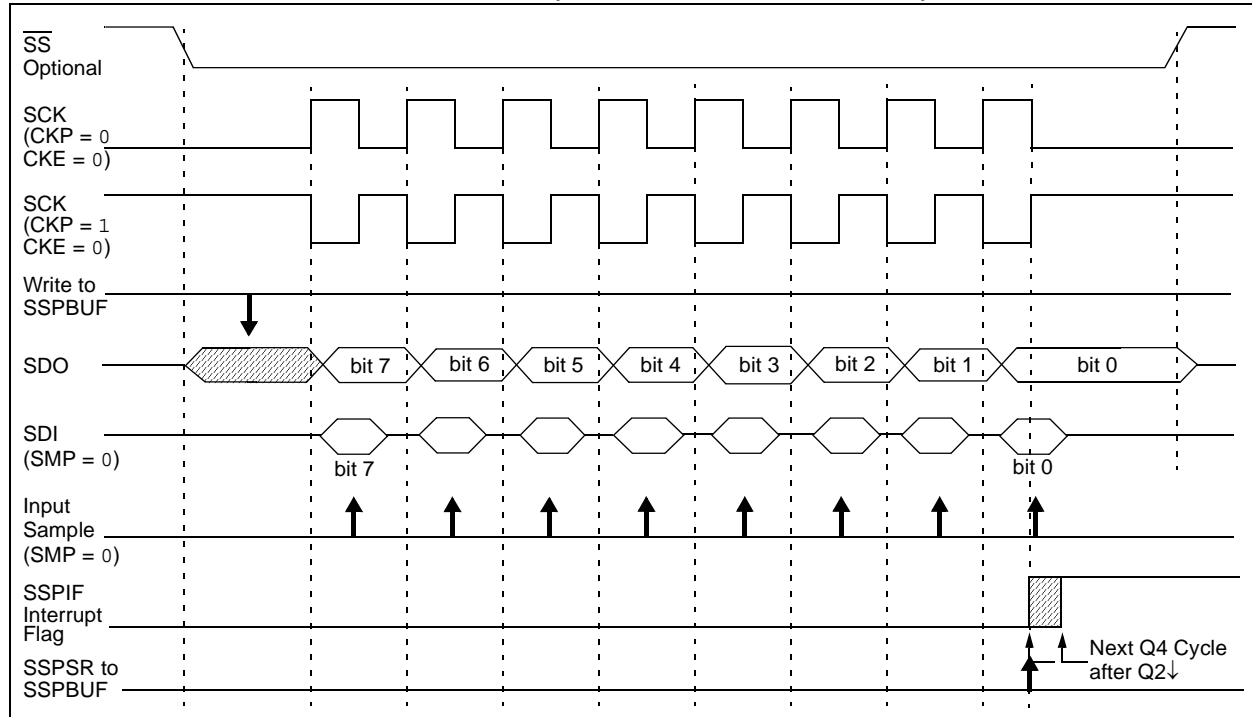 SS
Optional
SCK
(CKP = 0
CKE = 0)
SCK
(CKP = 1
CKE = 0)
Write to
SSPBUF
SDO
bit 7 bit 6 bit 5 bit 4 bit 3 bit 2 bit 1 bit 0
SDI
(SMP = 0)
bit 7 bit 0
Input
Sample
(SMP = 0)
SSPIF
Interrupt
Flag
Next Q4 Cycle
after Q2↓
SSPSR to
SSPBUF